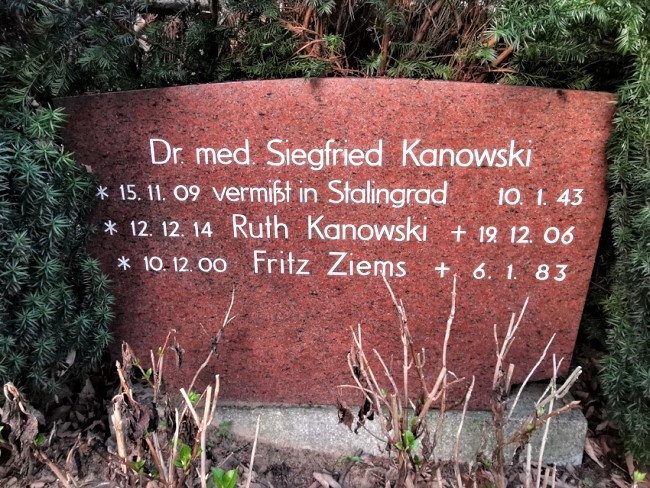 Dr. med. Siegfried Kanowski
* 15. 11. 09 vermißt in Stalingrad 10. 1. 43
* 12. 12. 14 Ruth Kanowski + 19. 12. 06
* 10. 12. 00 Fritz Ziems + 6. 1. 83